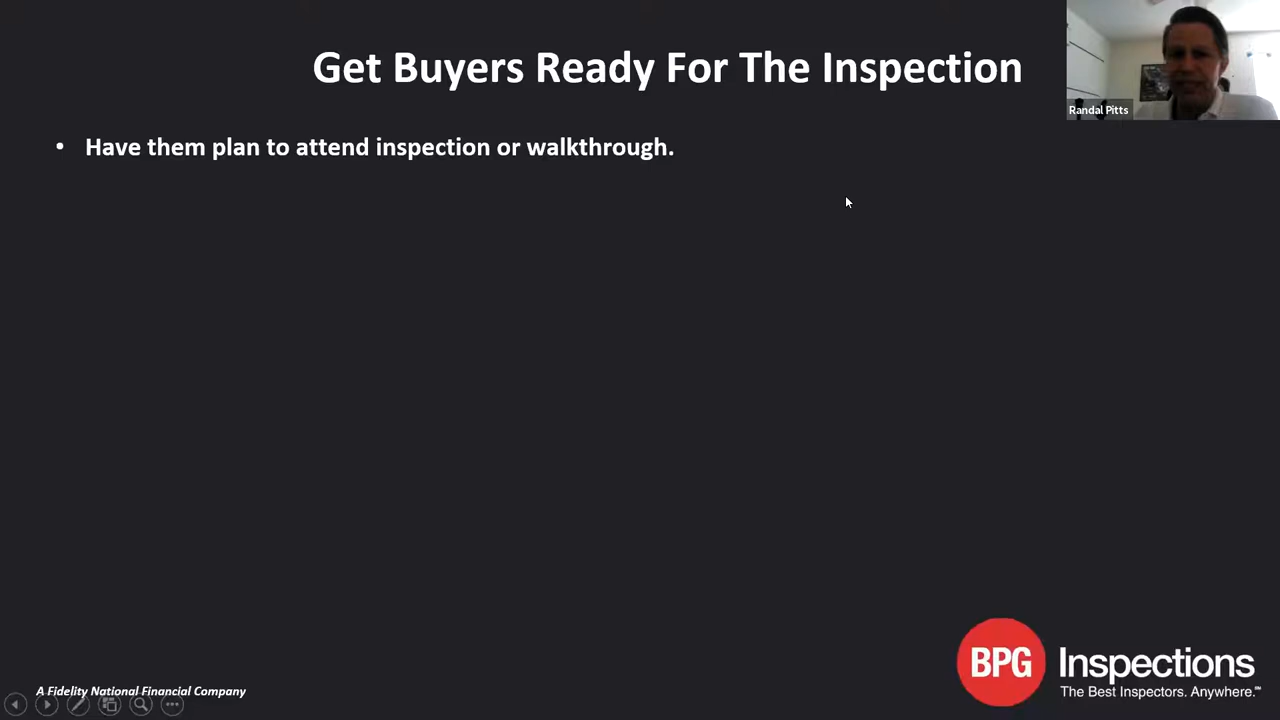 Get Buyers Ready For The Inspection
Randal Pitts
• Have them plan to attend inspection or walkthrough.
BPG Inspections
The Best Inspectors. Anywhere.℠
A Fidelity National Financial Company